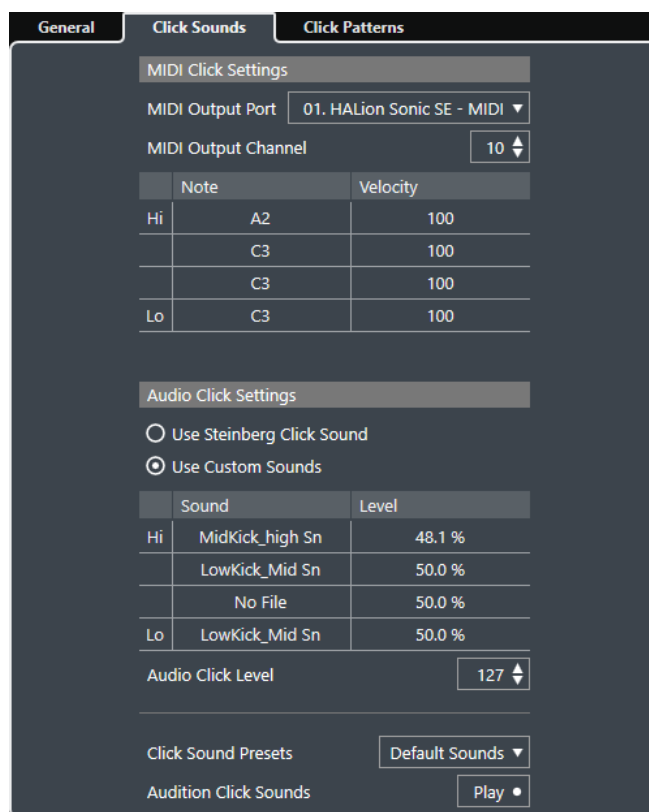 General Click Sounds Click Patterns
MIDI Click Settings
MIDI Output Port 01. HALion Sonic SE - MIDI
MIDI Output Channel 10
Note Velocity
Hi A2 100
C3 100
C3 100
Lo C3 100
Audio Click Settings
Use Steinberg Click Sound
Use Custom Sounds
Sound Level
Hi MidKick_high Sn 48.1 %
LowKick_Mid Sn 50.0 %
No File 50.0 %
Lo LowKick_Mid Sn 50.0 %
Audio Click Level 127
Click Sound Presets Default Sounds
Audition Click Sounds Play